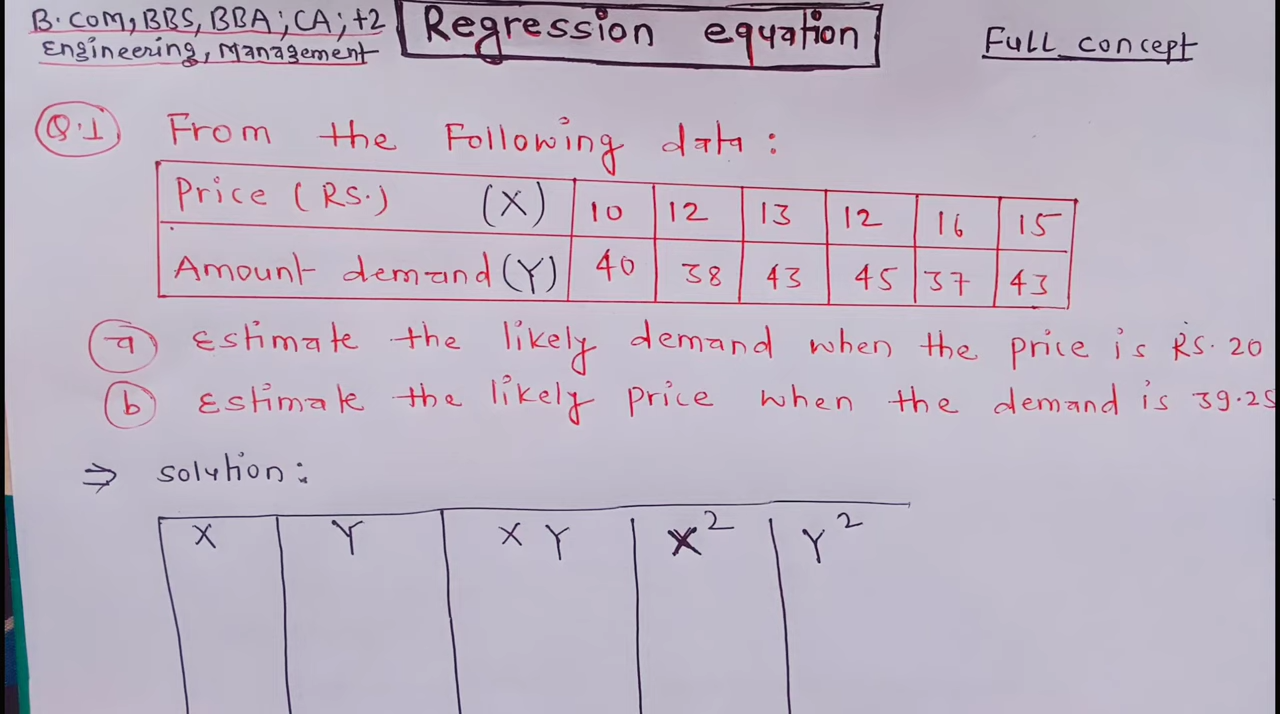 B.COM, BBS, BBA, CA, +2
Engineering, Management
Regression equation
Full concept
Q.1 From the Following data:
Price (RS.) (X) 10 12 13 12 16 15
Amount demand (Y) 40 38 43 45 37 43
a Estimate the likely demand when the price is RS. 20
b Estimate the likely price when the demand is 39.25
⇒ Solution:
X Y XY X² Y²